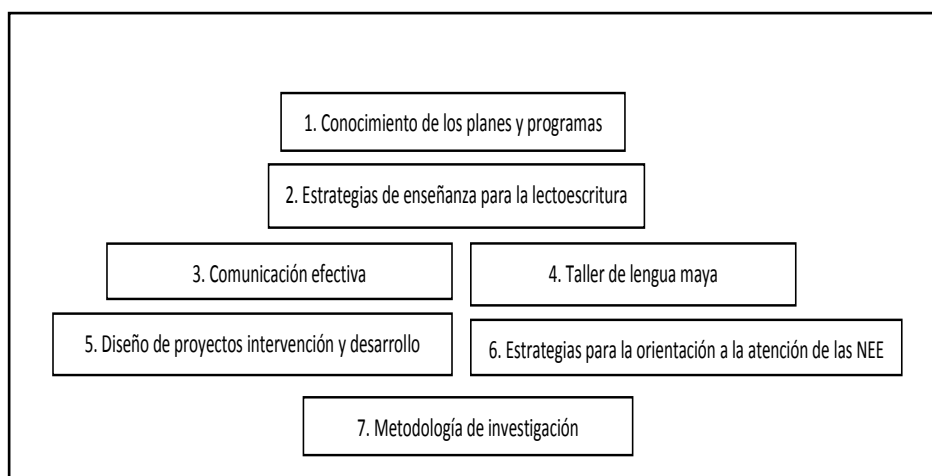 1. Conocimiento de los planes y programas
2. Estrategias de enseñanza para la lectoescritura
3. Comunicación efectiva
4. Taller de lengua maya
5. Diseño de proyectos intervención y desarrollo
6. Estrategias para la orientación a la atención de las NEE
7. Metodología de investigación